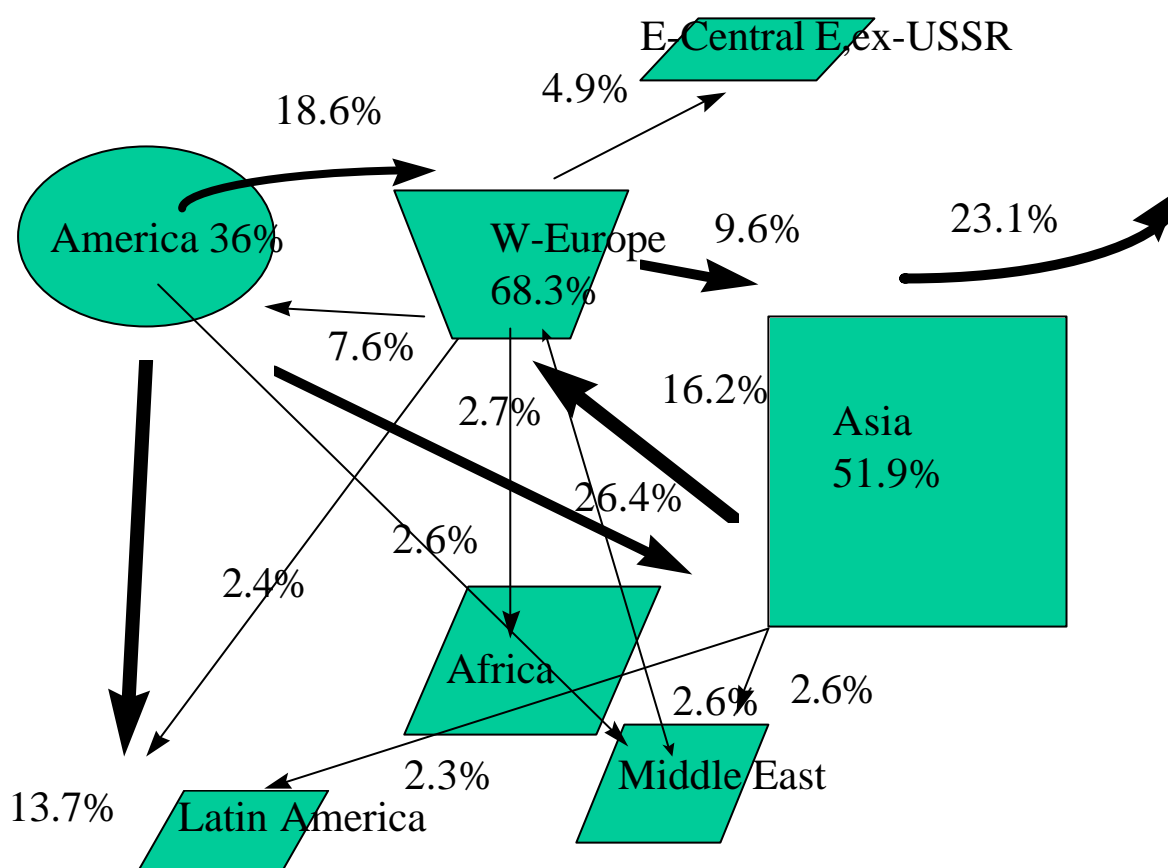 E-Central E,ex-USSR
4.9%
18.6%
America 36%
W-Europe
68.3%
9.6%
23.1%
7.6%
2.7%
16.2%
Asia
51.9%
26.4%
2.6%
2.4%
Africa
2.6%
2.6%
2.3%
Middle East
13.7%
Latin America